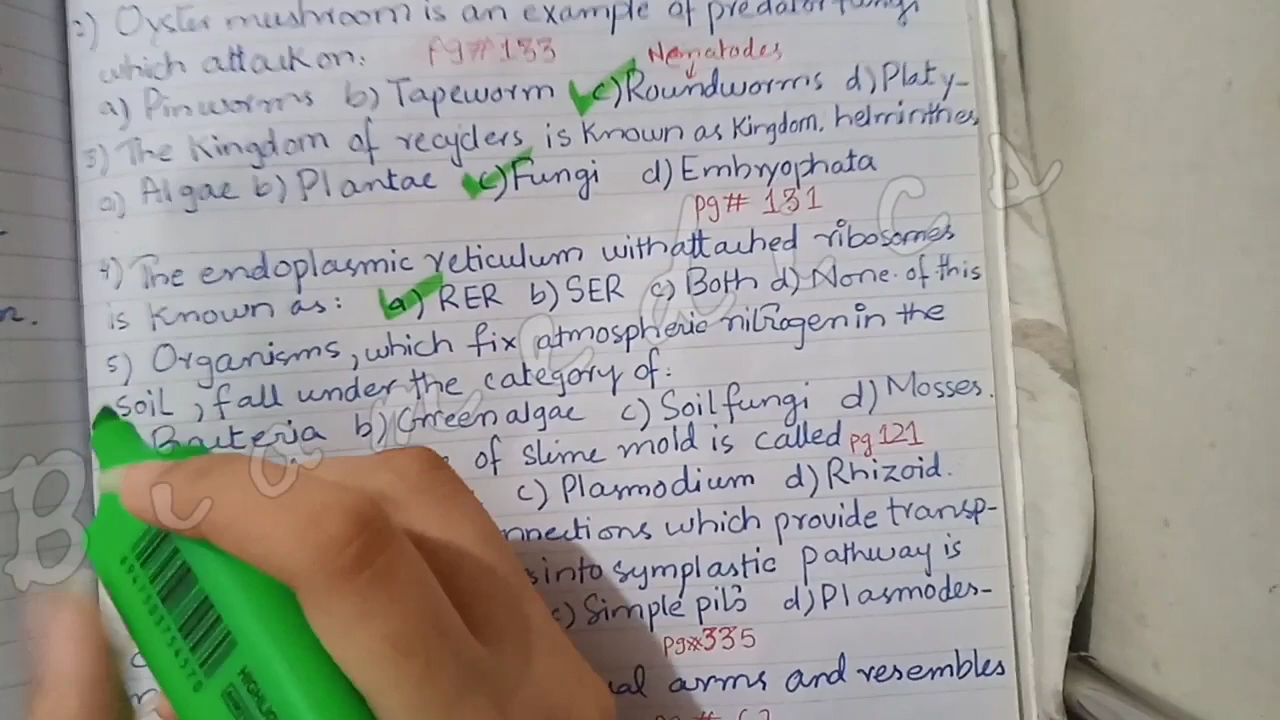 2) Oyster mushroom is an example of predator fungi
which attack on: pg# 133 Nematodes
a) Pinworms b) Tapeworm c) Roundworms d) Platy-
helminthes
3) The Kingdom of recyclers is known as Kingdom.
a) Algae b) Plantae c) Fungi d) Embryophata
pg# 131
4) The endoplasmic reticulum with attached ribosomes
is known as: a) RER b) SER c) Both d) None of this
5) Organisms, which fix atmospheric nitrogen in the
soil, fall under the category of:
Bacteria b) Green algae c) Soil fungi d) Mosses.
of slime mold is called pg 121
c) Plasmodium d) Rhizoid.
nnections which provide transp-
into symplastic pathway is
c) Simple pits d) Plasmodes-
pg#335
arms and resembles